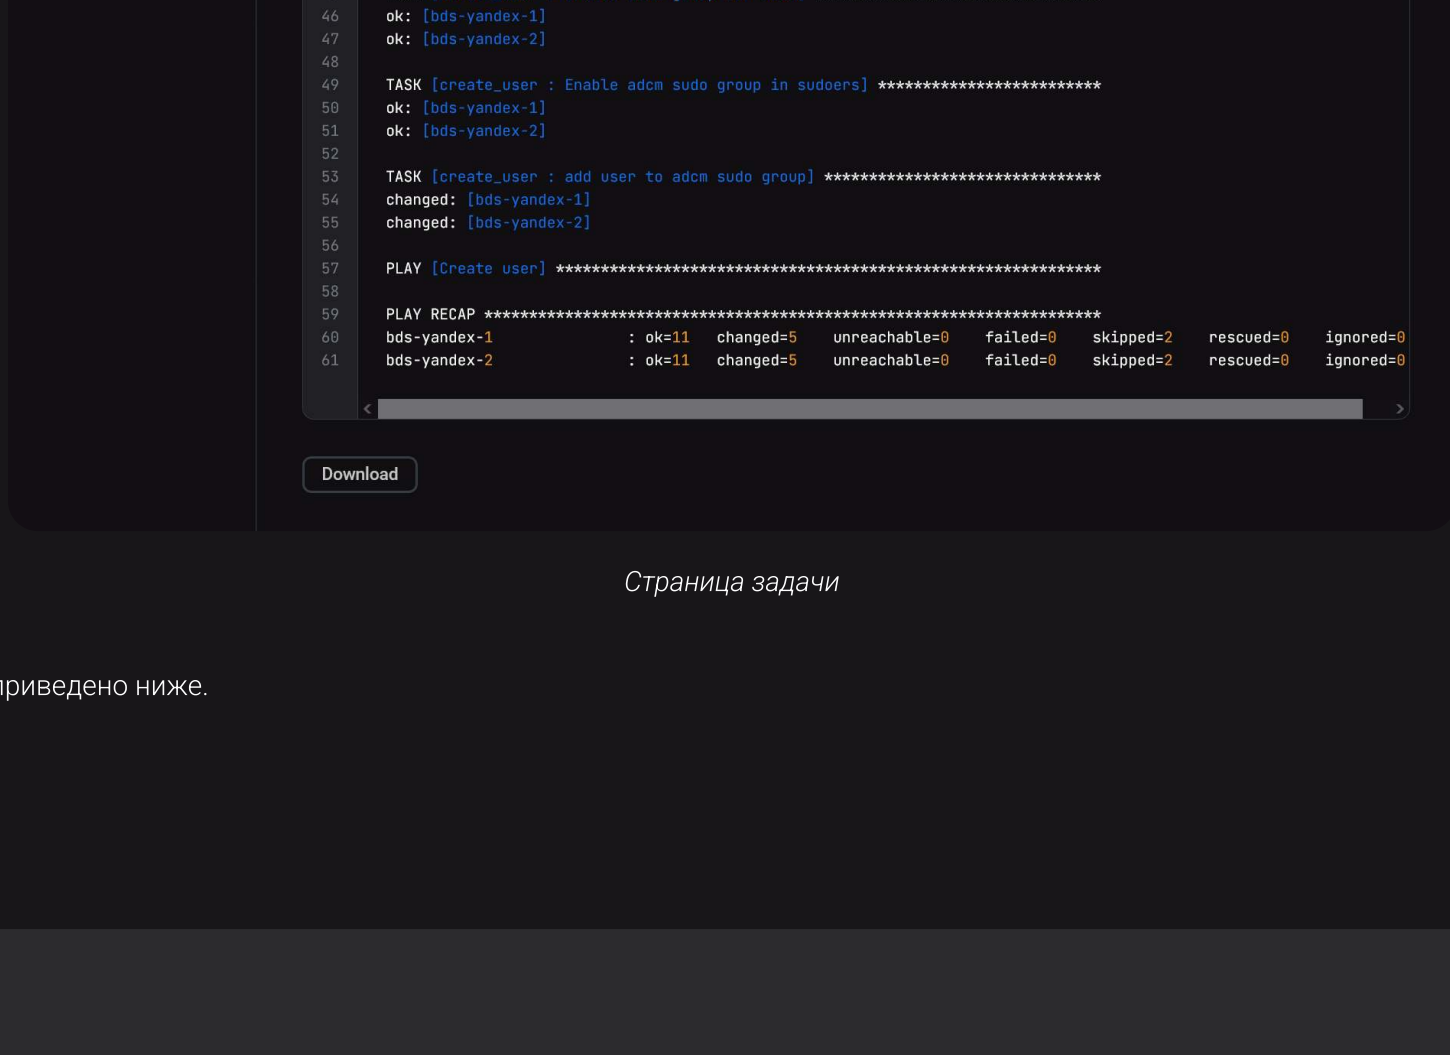 46 ok: [bds-yandex-1]
47 ok: [bds-yandex-2]
48
49 TASK [create_user : Enable adcm sudo group in sudoers] *************************
50 ok: [bds-yandex-1]
51 ok: [bds-yandex-2]
52
53 TASK [create_user : add user to adcm sudo group] *******************************
54 changed: [bds-yandex-1]
55 changed: [bds-yandex-2]
56
57 PLAY [Create user] *************************************************************
58
59 PLAY RECAP *********************************************************************
60 bds-yandex-1 : ok=11 changed=5 unreachable=0 failed=0 skipped=2 rescued=0 ignored=0
61 bds-yandex-2 : ok=11 changed=5 unreachable=0 failed=0 skipped=2 rescued=0 ignored=0
Download
Страница задачи
приведено ниже.